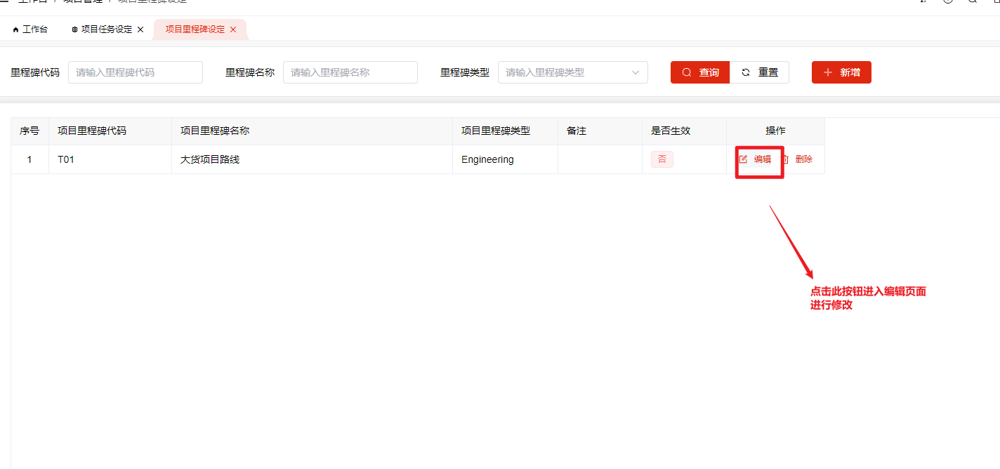 工作台 / 项目管理 / 项目里程碑设定
工作台 项目任务设定 项目里程碑设定
里程碑代码 请输入里程碑代码 里程碑名称 请输入里程碑名称 里程碑类型 请输入里程碑类型 查询 重置 新增
序号 项目里程碑代码 项目里程碑名称 项目里程碑类型 备注 是否生效 操作
1 T01 大货项目路线 Engineering 否 编辑 删除
点击此按钮进入编辑页面
进行修改